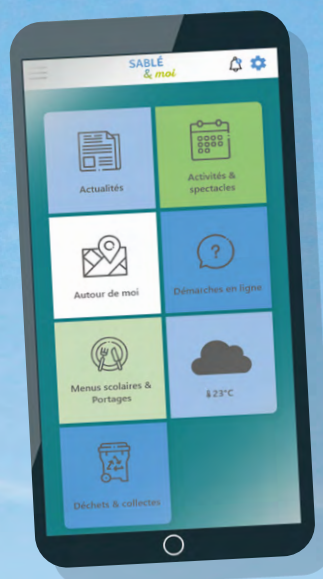 SABLÉ
& moi
Actualités
Activités &
spectacles
Autour de moi
?
Démarches en ligne
Menus scolaires &
Portages
23°C
Déchets & collectes